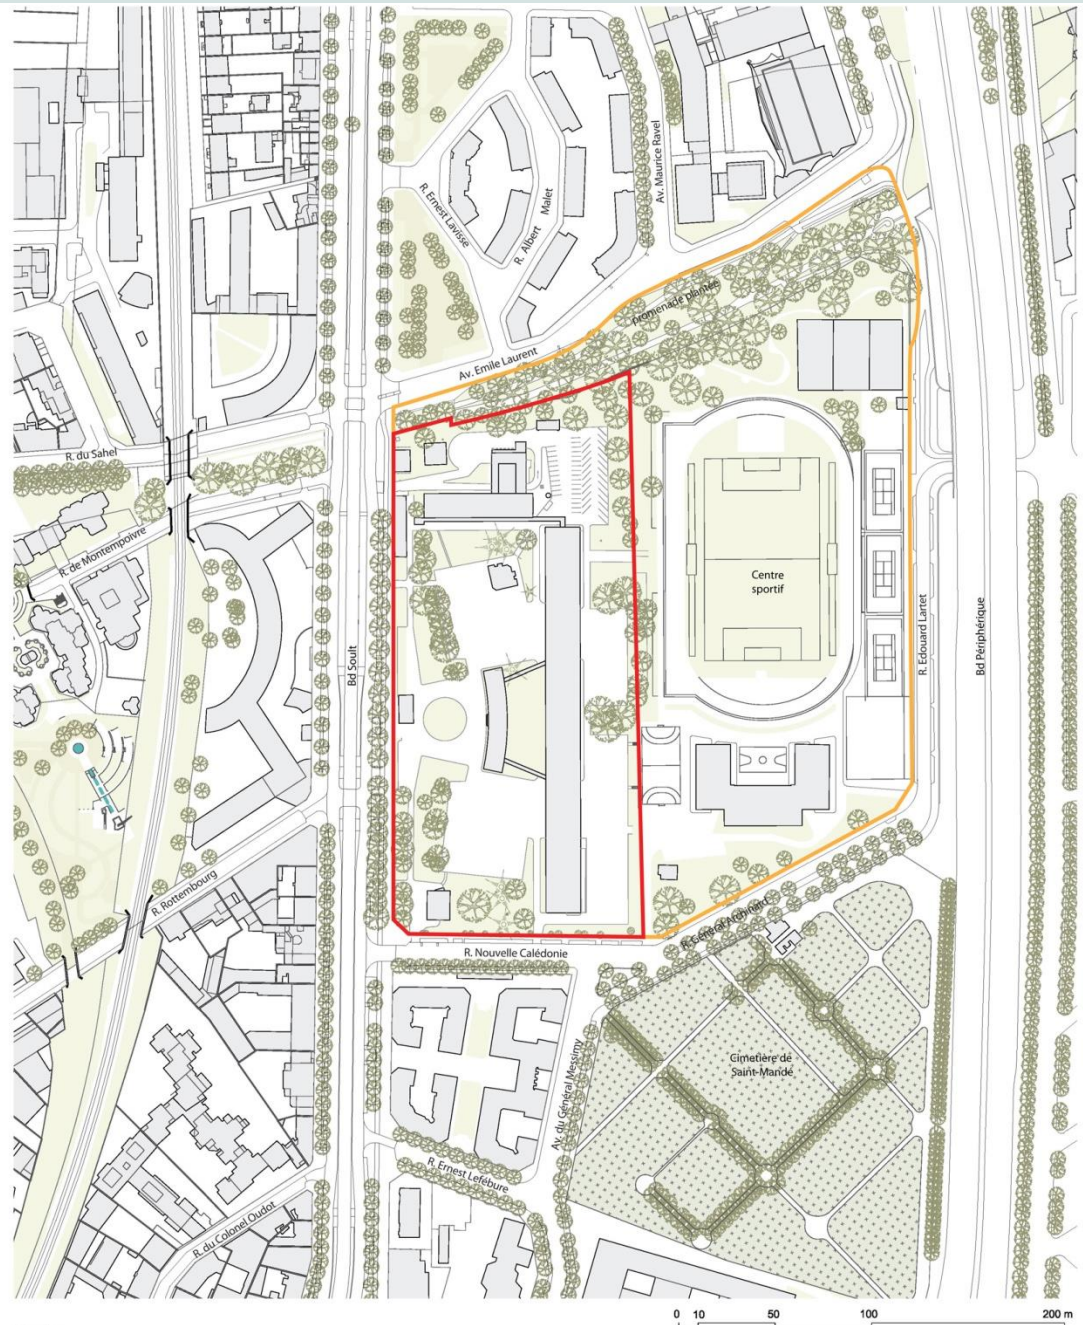 Av. Maurice Ravel
R. Ernest Lavisse
R. Albert Malet
promenade plantée
Av. Emile Laurent
R. du Sahel
R. de Montempoivre
Centre
sportif
R. Edouard Lartet
Bd Périphérique
Bd Soult
R. Rottembourg
R. Général Archinard
R. Nouvelle Calédonie
Cimetière de
Saint-Mandé
Av. du Général Messimy
R. Ernest Lefébure
R. du Colonel Oudot
0 10 50 100 200 m